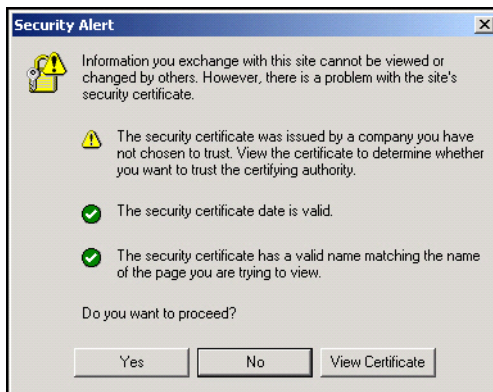 Security Alert
Information you exchange with this site cannot be viewed or
changed by others. However, there is a problem with the site's
security certificate.
The security certificate was issued by a company you have
not chosen to trust. View the certificate to determine whether
you want to trust the certifying authority.
The security certificate date is valid.
The security certificate has a valid name matching the name
of the page you are trying to view.
Do you want to proceed?
Yes No View Certificate